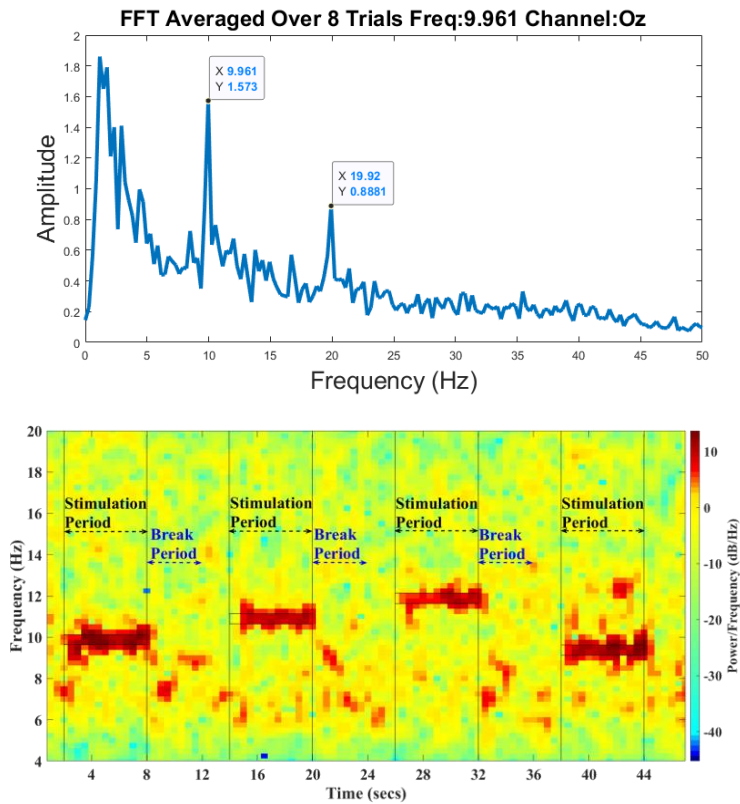 FFT Averaged Over 8 Trials Freq:9.961 Channel:Oz
2
1.8
1.6
1.4
1.2
1
0.8
0.6
0.4
0.2
0
Amplitude
X 9.961
Y 1.573
X 19.92
Y 0.8881
0 5 10 15 20 25 30 35 40 45 50
Frequency (Hz)
20
18
16
14
12
10
8
6
4
Frequency (Hz)
Stimulation
Period
Break
Period
Stimulation
Period
Break
Period
Stimulation
Period
Break
Period
Stimulation
Period
4 8 12 16 20 24 28 32 36 40 44
Time (secs)
10
0
-10
-20
-30
-40
Power/Frequency (dB/Hz)